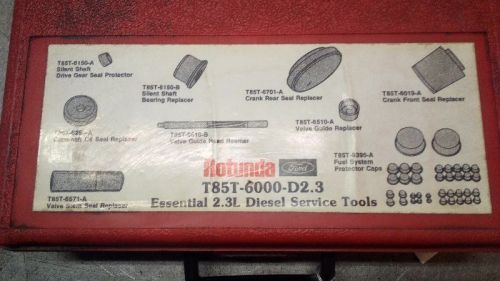 T85T-6150-A
Silent Shaft
Drive Gear Seal Protector
T85T-6150-B
Silent Shaft
Bearing Replacer
T85T-6701-A
Crank Rear Seal Replacer
T85T-6019-A
Crank Front Seal Replacer
Oil Seal Replacer
T85T-6510-B
Valve Guide Hand Reamer
T85T-6510-A
Valve Guide Replacer
T85T-9395-A
Fuel System
Protector Caps
T85T-6571-A
Valve Stem Seal Replacer
Rotunda
Ford
T85T-6000-D2.3
Essential 2.3L Diesel Service Tools